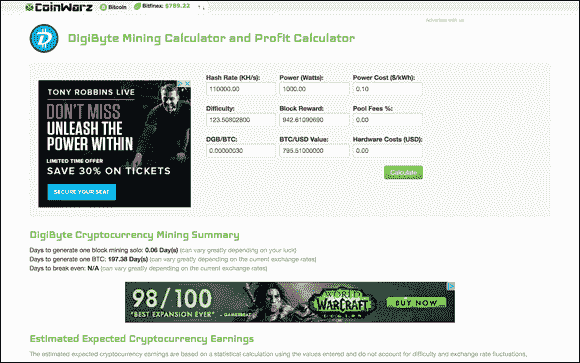 CoinWarz Bitcoin Bitfinex: $789.22
Advertise with us
DigiByte Mining Calculator and Profit Calculator
Hash Rate (KH/s): Power (Watts): Power Cost ($/kWh):
110000.00 1000.00 0.10
Difficulty: Block Reward: Pool Fees %:
123.50802800 942.61090690 0.00
DGB/BTC: BTC/USD Value: Hardware Costs (USD):
0.00000030 795.51000000 0.00
Calculate
TONY ROBBINS LIVE
DON'T MISS
UNLEASH THE
POWER WITHIN
LIMITED TIME OFFER
SAVE 30% ON TICKETS
SECURE YOUR SEAT
DigiByte Cryptocurrency Mining Summary
Days to generate one block mining solo: 0.06 Day(s) (can vary greatly depending on your luck)
Days to generate one BTC: 197.38 Day(s) (can vary greatly depending on the current exchange rates)
Days to break even: N/A (can vary greatly depending on the current exchange rates)
98/100
"BEST EXPANSION EVER" - GAMEBEAT
WORLD WARCRAFT
LEGION
BUY NOW
Estimated Expected Cryptocurrency Earnings
The estimated expected cryptocurrency earnings are based on a statistical calculation using the values entered and do not account for difficulty and exchange rate fluctuations,